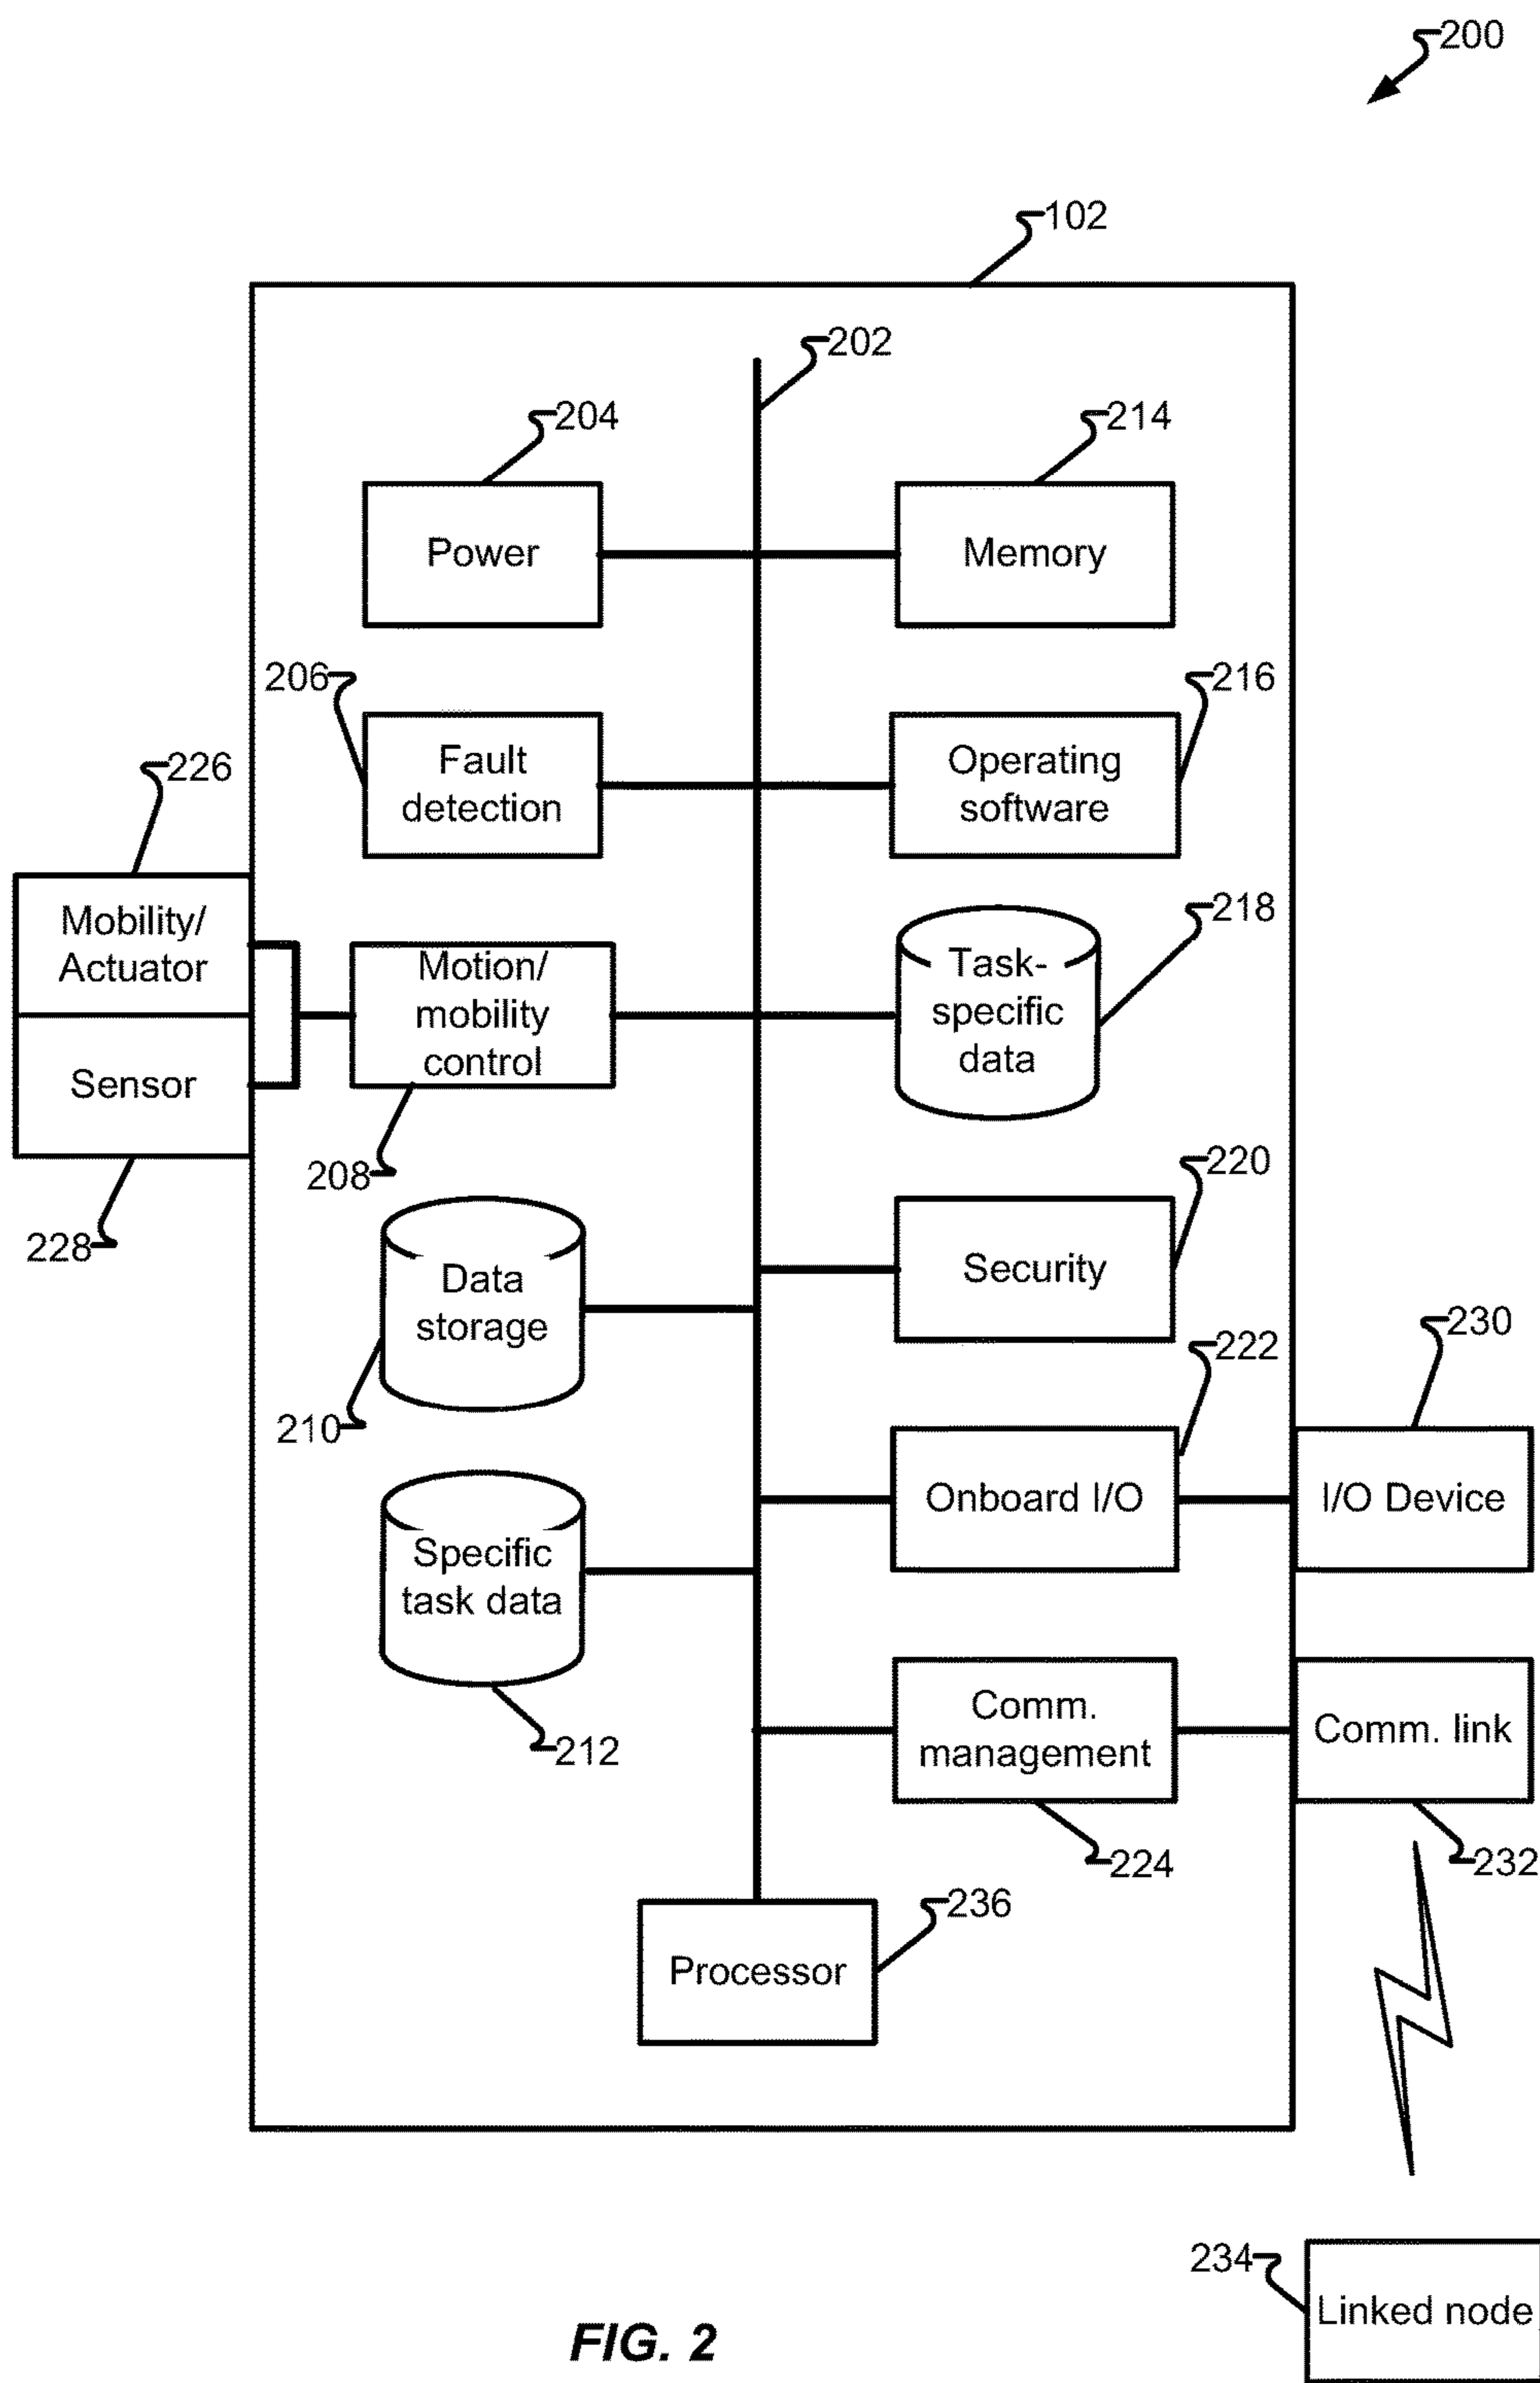 200
102
202
204
214
Power
Memory
206
216
Fault
detection
Operating
software
226
218
Mobility/
Actuator
Motion/
mobility
control
Task-
specific
data
Sensor
208
228
220
Security
Data
storage
210
222
230
Onboard I/O
I/O Device
Specific
task data
212
Comm.
management
Comm. link
224
232
236
Processor
234
Linked node
FIG. 2